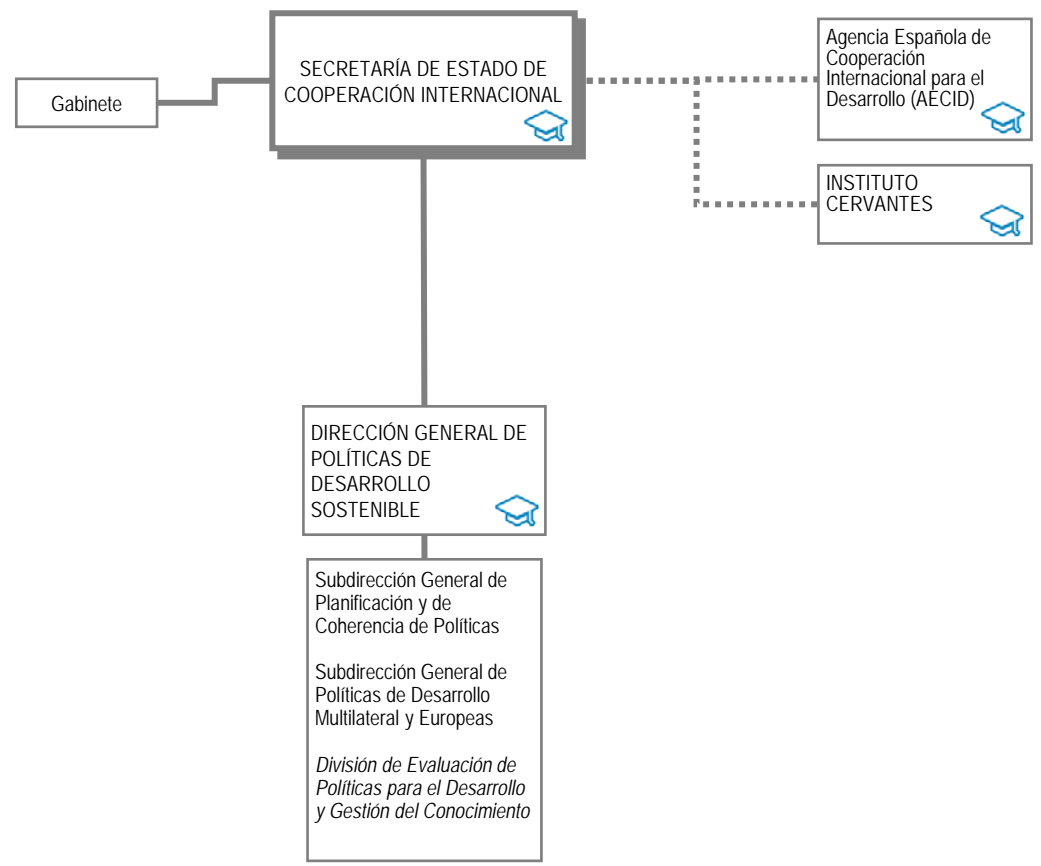 SECRETARÍA DE ESTADO DE
COOPERACIÓN INTERNACIONAL
Gabinete
Agencia Española de
Cooperación
Internacional para el
Desarrollo (AECID)
INSTITUTO
CERVANTES
DIRECCIÓN GENERAL DE
POLÍTICAS DE
DESARROLLO
SOSTENIBLE
Subdirección General de
Planificación y de
Coherencia de Políticas
Subdirección General de
Políticas de Desarrollo
Multilateral y Europeas
División de Evaluación de
Políticas para el Desarrollo
y Gestión del Conocimiento